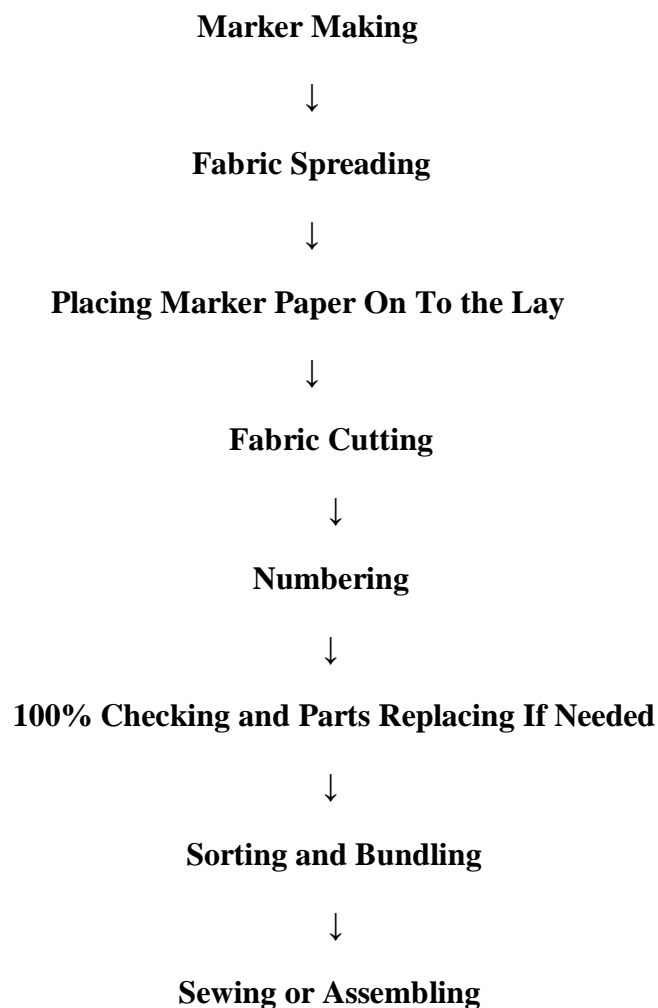 Marker Making
↓
Fabric Spreading
↓
Placing Marker Paper On To the Lay
↓
Fabric Cutting
↓
Numbering
↓
100% Checking and Parts Replacing If Needed
↓
Sorting and Bundling
↓
Sewing or Assembling